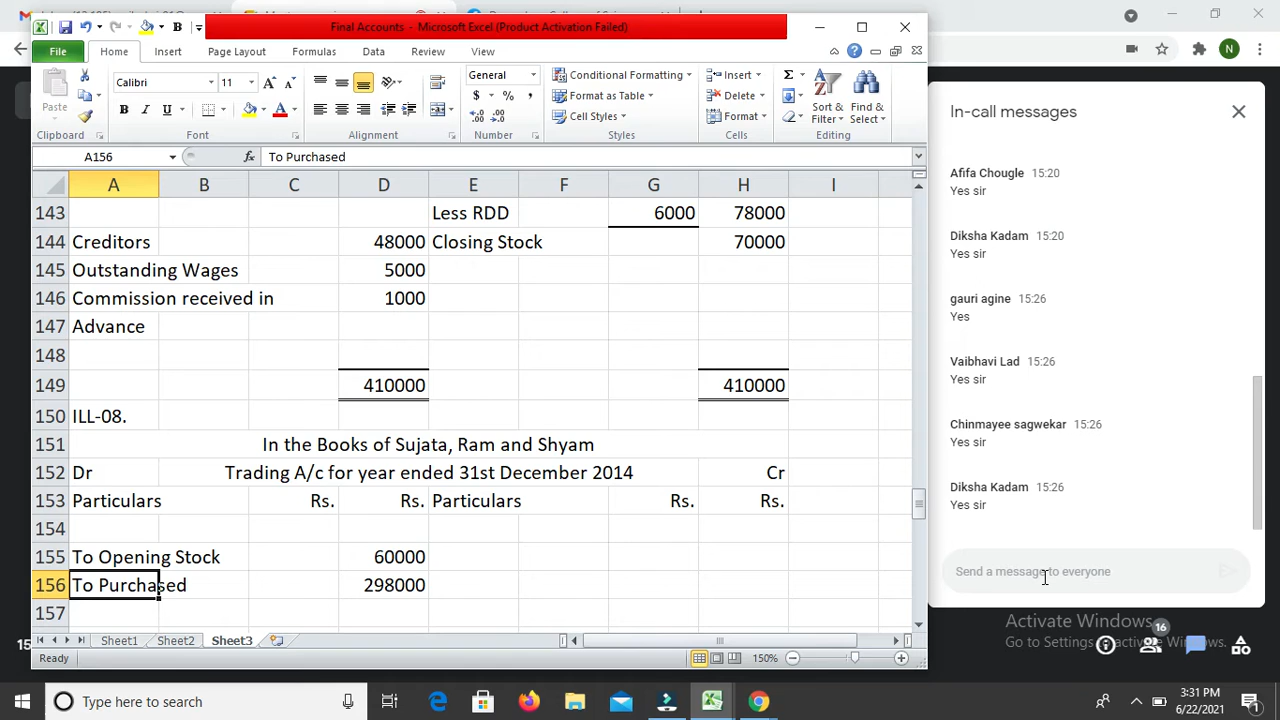 Final Accounts - Microsoft Excel (Product Activation Failed)
File Home Insert Page Layout Formulas Data Review View
Paste
Calibri 11
B I U A
General
$ % ,
Conditional Formatting
Format as Table
Cell Styles
Insert
Delete
Format
Sort & Filter
Find & Select
Clipboard Font Alignment Number Styles Cells Editing
A156 fx To Purchased
A B C D E F G H I
143 Less RDD 6000 78000
144 Creditors 48000 Closing Stock 70000
145 Outstanding Wages 5000
146 Commission received in 1000
147 Advance
148
149 410000 410000
150 ILL-08.
151 In the Books of Sujata, Ram and Shyam
152 Dr Trading A/c for year ended 31st December 2014 Cr
153 Particulars Rs. Rs. Particulars Rs. Rs.
154
155 To Opening Stock 60000
156 To Purchased 298000
157
Sheet1 Sheet2 Sheet3
Ready 150%
N
In-call messages
Afifa Chougle 15:20
Yes sir
Diksha Kadam 15:20
Yes sir
gauri agine 15:26
Yes
Vaibhavi Lad 15:26
Yes sir
Chinmayee sagwekar 15:26
Yes sir
Diksha Kadam 15:26
Yes sir
Send a message to everyone
Activate Windows
Go to Settings to activate Windows.
16
Type here to search
3:31 PM
6/22/2021
1